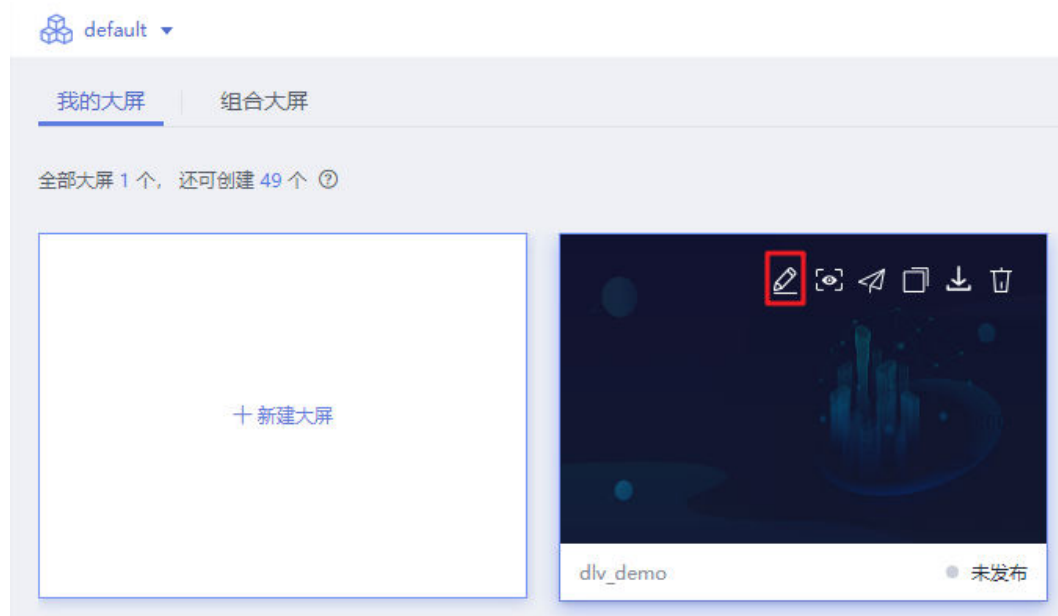 default
我的大屏 组合大屏
全部大屏 1 个, 还可创建 49 个 ?
十新建大屏
dlv_demo 未发布